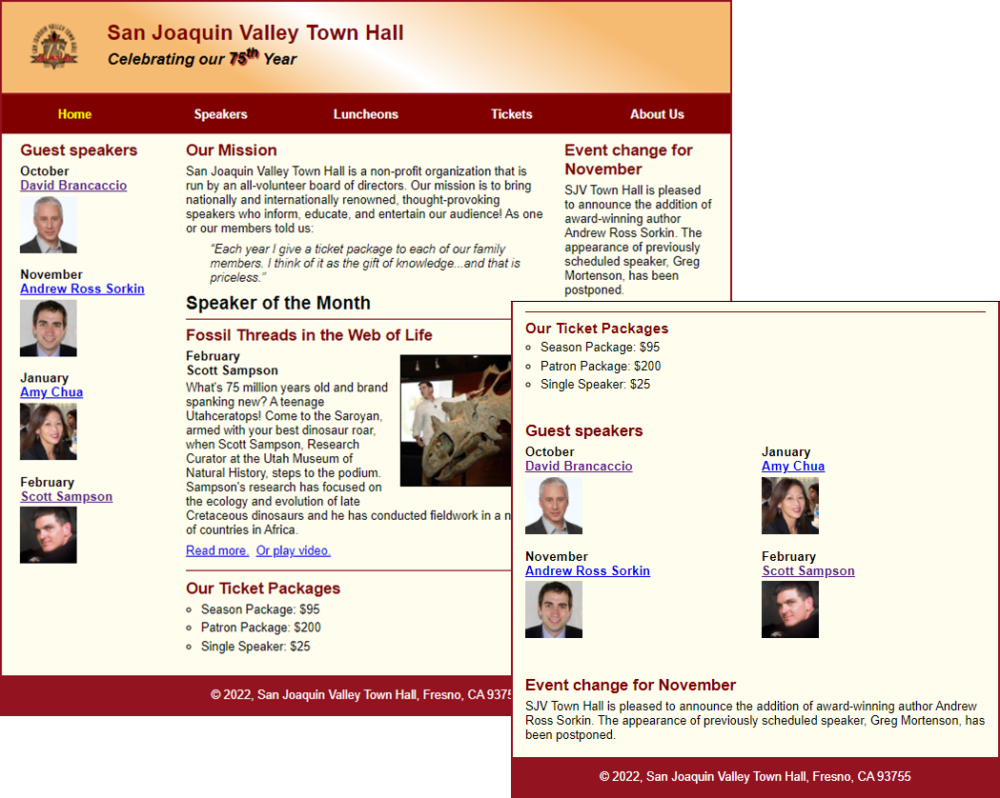 SAN JOAQUIN VALLEY TOWN HALL
75
San Joaquin Valley Town Hall
Celebrating our 75th Year
Home Speakers Luncheons Tickets About Us
Guest speakers
October
David Brancaccio
November
Andrew Ross Sorkin
January
Amy Chua
February
Scott Sampson
Our Mission
San Joaquin Valley Town Hall is a non-profit organization that is
run by an all-volunteer board of directors. Our mission is to bring
nationally and internationally renowned, thought-provoking
speakers who inform, educate, and entertain our audience! As one
or our members told us:
“Each year I give a ticket package to each of our family
members. I think of it as the gift of knowledge...and that is
priceless.”
Speaker of the Month
Fossil Threads in the Web of Life
February
Scott Sampson
What's 75 million years old and brand
spanking new? A teenage
Utahceratops! Come to the Saroyan,
armed with your best dinosaur roar,
when Scott Sampson, Research
Curator at the Utah Museum of
Natural History, steps to the podium.
Sampson's research has focused on
the ecology and evolution of late
Cretaceous dinosaurs and he has conducted fieldwork in a n
of countries in Africa.
Read more. Or play video.
Our Ticket Packages
Season Package: $95
Patron Package: $200
Single Speaker: $25
Event change for
November
SJV Town Hall is pleased
to announce the addition of
award-winning author
Andrew Ross Sorkin. The
appearance of previously
scheduled speaker, Greg
Mortenson, has been
postponed.
© 2022, San Joaquin Valley Town Hall, Fresno, CA 9375
Our Ticket Packages
Season Package: $95
Patron Package: $200
Single Speaker: $25
Guest speakers
October
David Brancaccio
November
Andrew Ross Sorkin
January
Amy Chua
February
Scott Sampson
Event change for November
SJV Town Hall is pleased to announce the addition of award-winning author Andrew
Ross Sorkin. The appearance of previously scheduled speaker, Greg Mortenson, has
been postponed.
© 2022, San Joaquin Valley Town Hall, Fresno, CA 93755